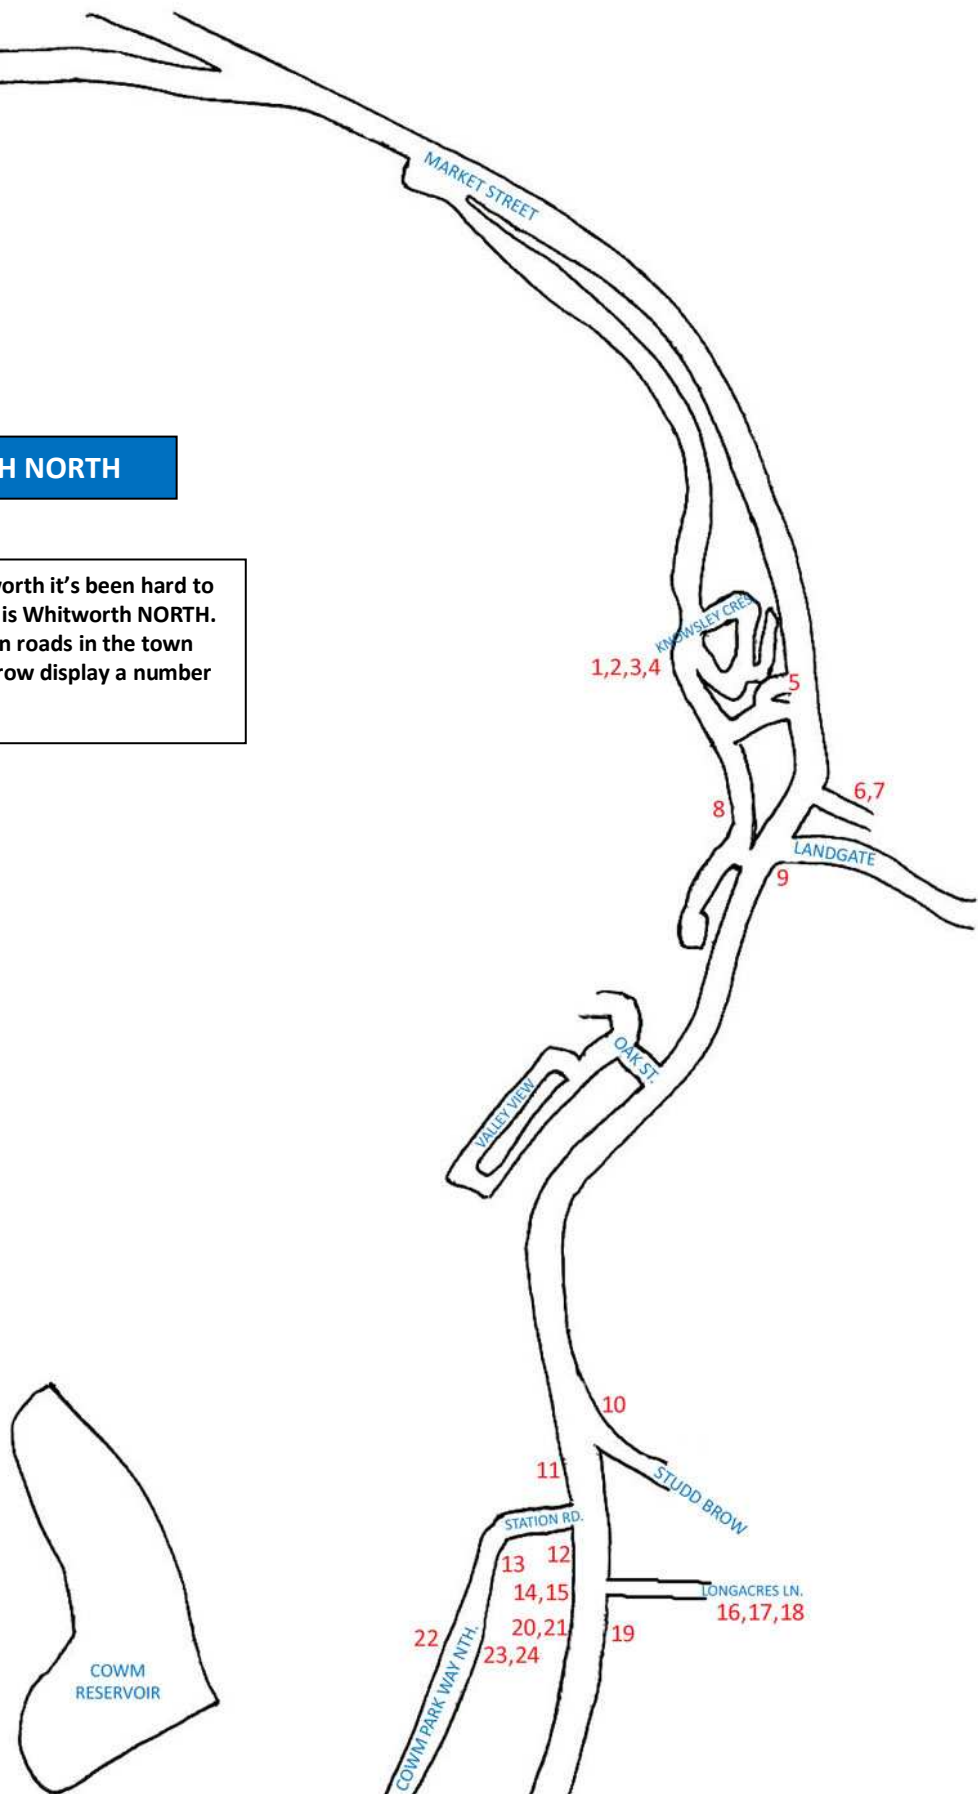 MARKET STREET
H NORTH
orth it's been hard to
is Whitworth NORTH.
n roads in the town
row display a number
KNOWSLEY CRES
1,2,3,4
5
6,7
8
LANDGATE
9
OAK ST.
VALLEY VIEW
10
11
STUDD BROW
STATION RD.
12
13
14,15
LONGACRES LN.
16,17,18
20,21
19
22
23,24
COWM PARK WAY NTH.
COWM
RESERVOIR